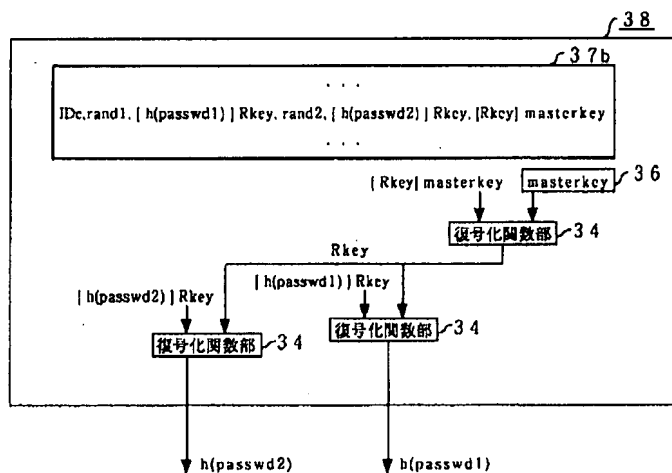 38
37b
. . .
IDc,rand1, [ h(passwd1) ] Rkey, rand2, [ h(passwd2) ] Rkey, [Rkey] masterkey
. . .
[Rkey] masterkey
masterkey
36
復号化関数部
34
Rkey
[ h(passwd2) ] Rkey
[ h(passwd1) ] Rkey
復号化関数部
34
復号化関数部
34
h(passwd2)
h(passwd1)